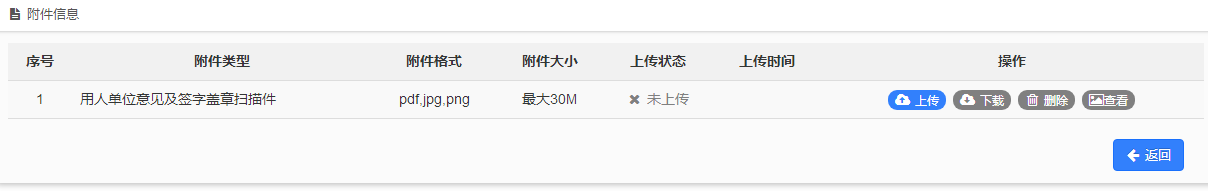 附件信息
序号 附件类型 附件格式 附件大小 上传状态 上传时间 操作
1 用人单位意见及签字盖章扫描件 pdf,jpg,png 最大30M 未上传 上传 下载 删除 查看
返回